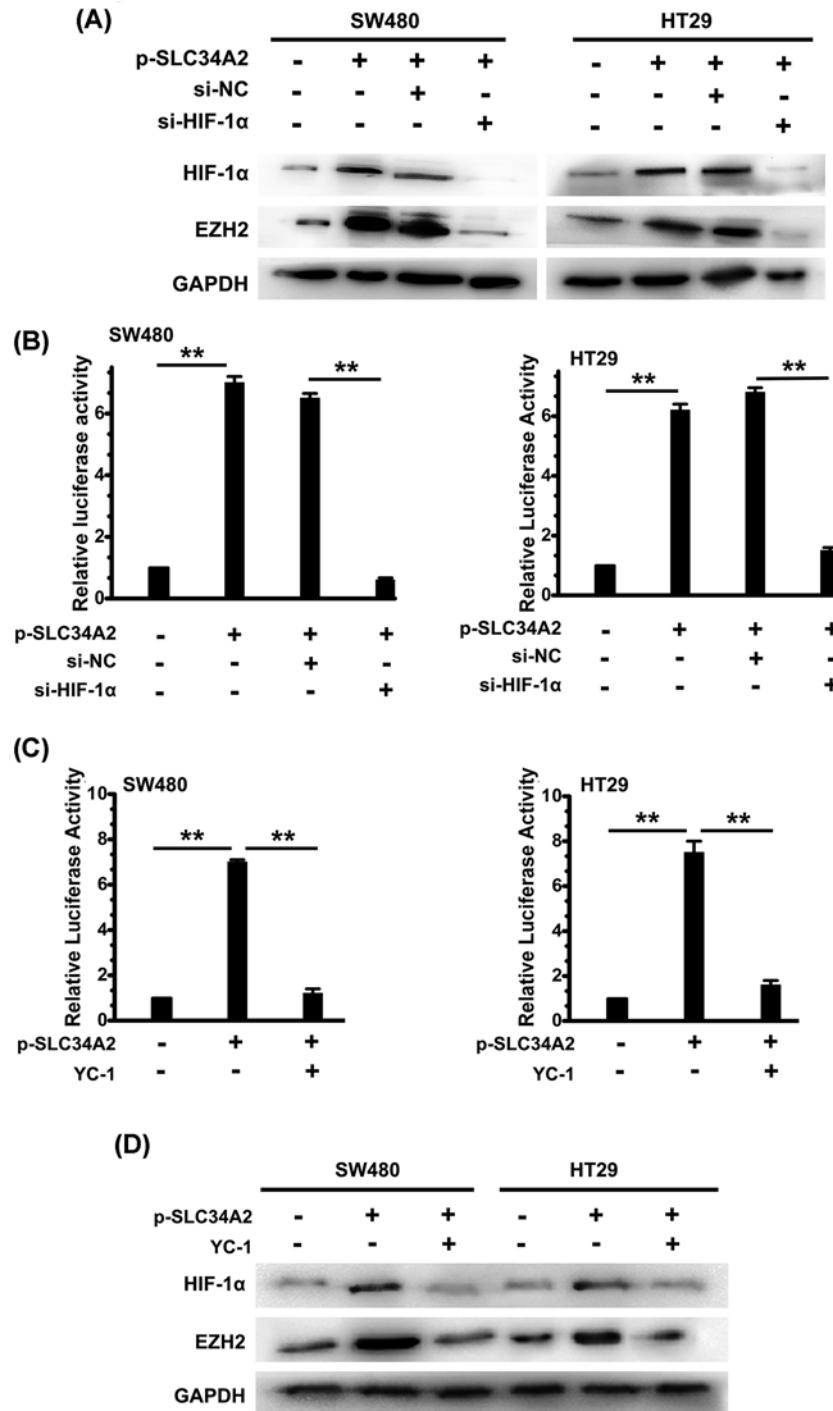 (A)
SW480 HT29
p-SLC34A2 - + + + - + + +
si-NC - - + - - - + -
si-HIF-1α - - - + - - - +
HIF-1α
EZH2
GAPDH
(B)
SW480
** **
Relative luciferase activity
6
4
2
0
p-SLC34A2 - + + +
si-NC - - + -
si-HIF-1α - - - +
HT29
** **
Relative Luciferase Activity
6
4
2
0
p-SLC34A2 - + + +
si-NC - - + -
si-HIF-1α - - - +
(C)
SW480
** **
Relative Luciferase Activity
10
8
6
4
2
0
p-SLC34A2 - + +
YC-1 - - +
HT29
** **
Relative Luciferase Activity
10
8
6
4
2
0
p-SLC34A2 - + +
YC-1 - - +
(D)
SW480 HT29
p-SLC34A2 - + + - + +
YC-1 - - + - - +
HIF-1α
EZH2
GAPDH